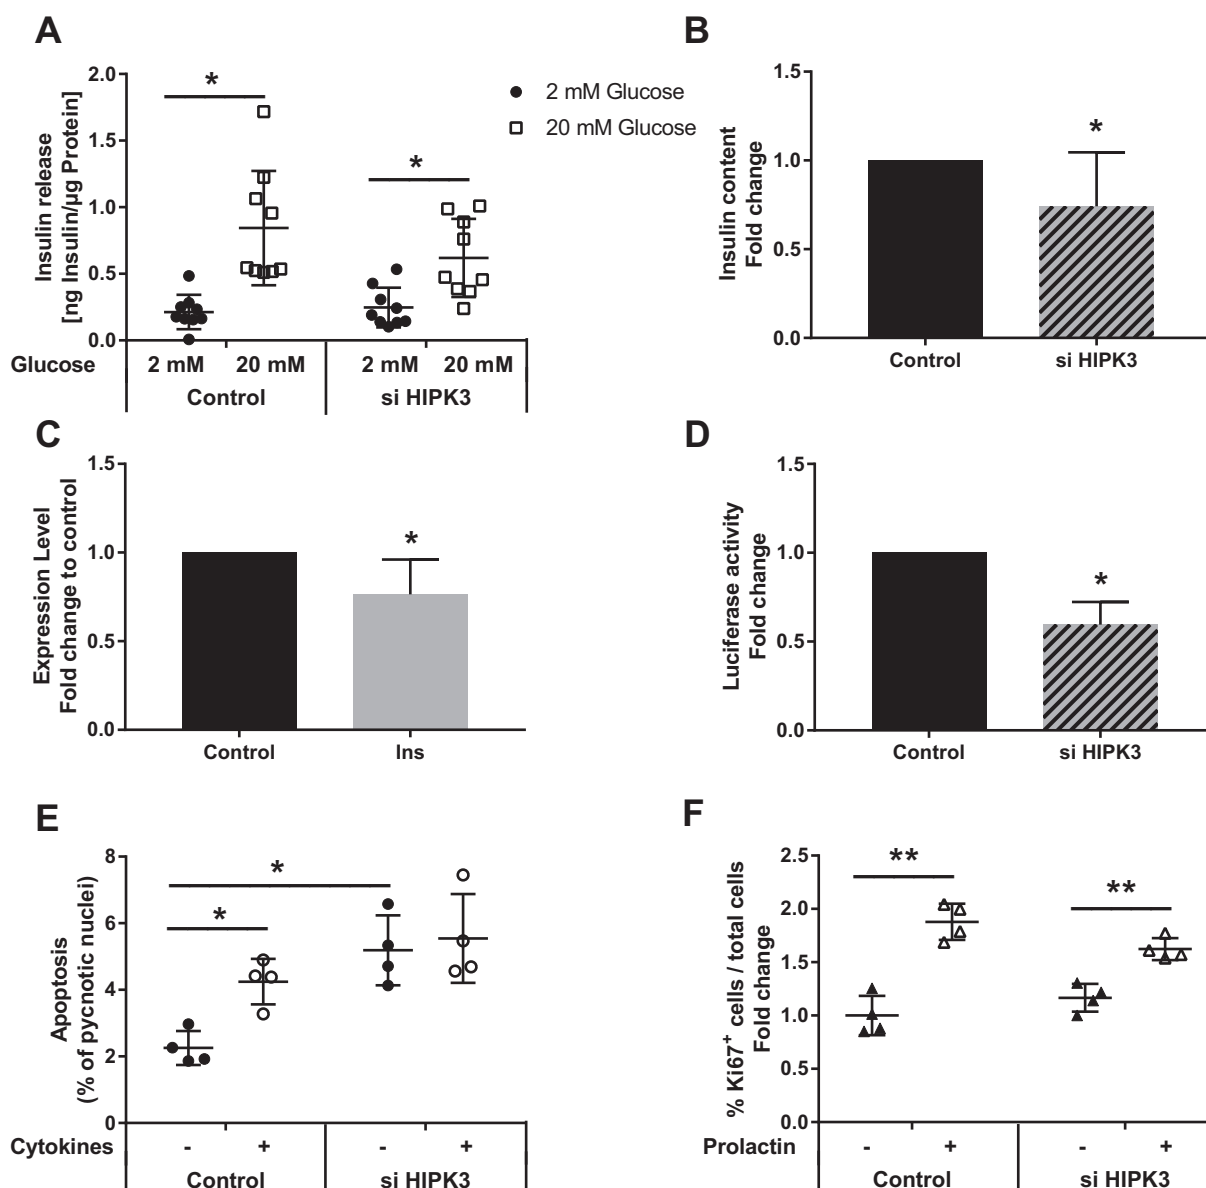 A
Insulin release
[ng Insulin/µg Protein]
2.0
1.5
1.0
0.5
0.0
*
*
2 mM Glucose
20 mM Glucose
Glucose
2 mM
20 mM
2 mM
20 mM
Control
si HIPK3
B
Insulin content
Fold change
1.5
1.0
0.5
0.0
*
Control
si HIPK3
C
Expression Level
Fold change to control
1.5
1.0
0.5
0.0
*
Control
Ins
D
Luciferase activity
Fold change
1.5
1.0
0.5
0.0
*
Control
si HIPK3
E
Apoptosis
(% of pycnotic nuclei)
8
6
4
2
0
*
*
Cytokines
-
+
-
+
Control
si HIPK3
F
% Ki67+ cells / total cells
Fold change
2.5
2.0
1.5
1.0
0.5
0.0
**
**
Prolactin
-
+
-
+
Control
si HIPK3